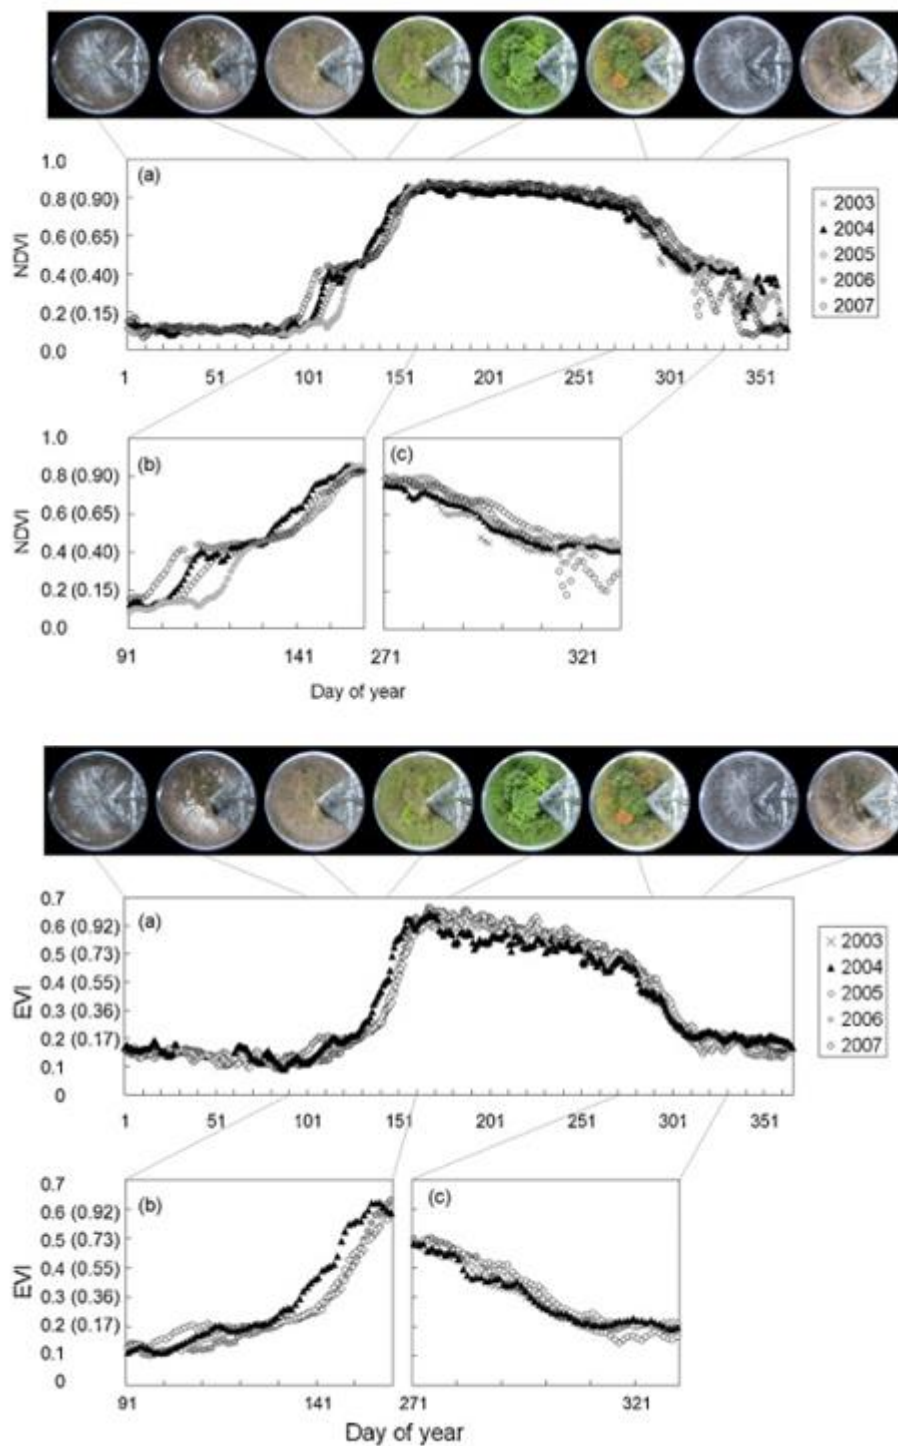 1.0
(a)
0.8 (0.90)
0.6 (0.65)
0.4 (0.40)
0.2 (0.15)
0.0
NDVI
1 51 101 151 201 251 301 351
× 2003
▲ 2004
2005
2006
2007
1.0
(b) (c)
0.8 (0.90)
0.6 (0.65)
0.4 (0.40)
0.2 (0.15)
0.0
NDVI
91 141 271 321
Day of year
0.7
(a)
0.6 (0.92)
0.5 (0.73)
0.4 (0.55)
0.3 (0.36)
0.2 (0.17)
0.1
0
EVI
1 51 101 151 201 251 301 351
× 2003
▲ 2004
2005
2006
2007
0.7
(b) (c)
0.6 (0.92)
0.5 (0.73)
0.4 (0.55)
0.3 (0.36)
0.2 (0.17)
0.1
0
EVI
91 141 271 321
Day of year